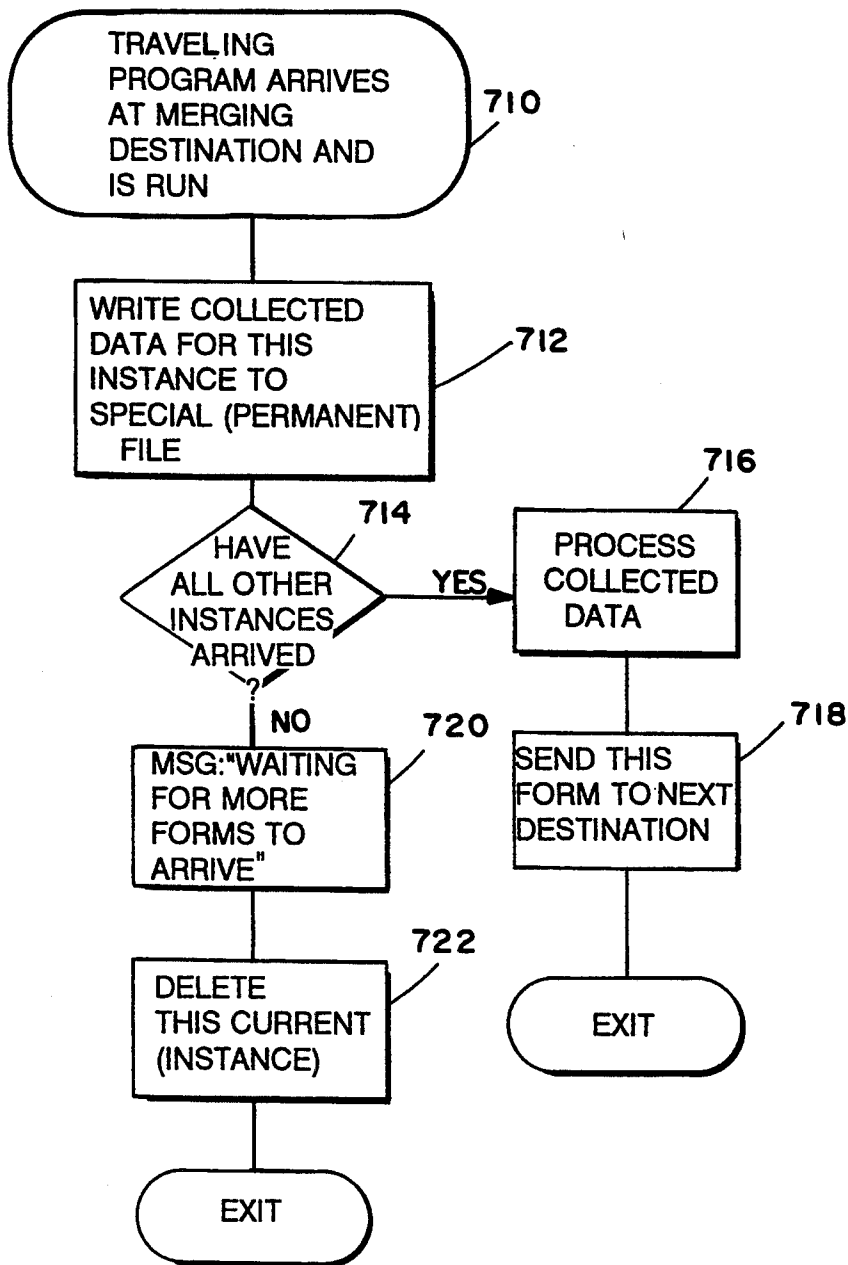 TRAVELING
PROGRAM ARRIVES
AT MERGING
DESTINATION AND
IS RUN
710
WRITE COLLECTED
DATA FOR THIS
INSTANCE TO
SPECIAL (PERMANENT)
FILE
712
714
HAVE
ALL OTHER
INSTANCES
ARRIVED
?
YES
716
PROCESS
COLLECTED
DATA
NO
720
MSG:"WAITING
FOR MORE
FORMS TO
ARRIVE"
718
SEND THIS
FORM TO NEXT
DESTINATION
722
DELETE
THIS CURRENT
(INSTANCE)
EXIT
EXIT